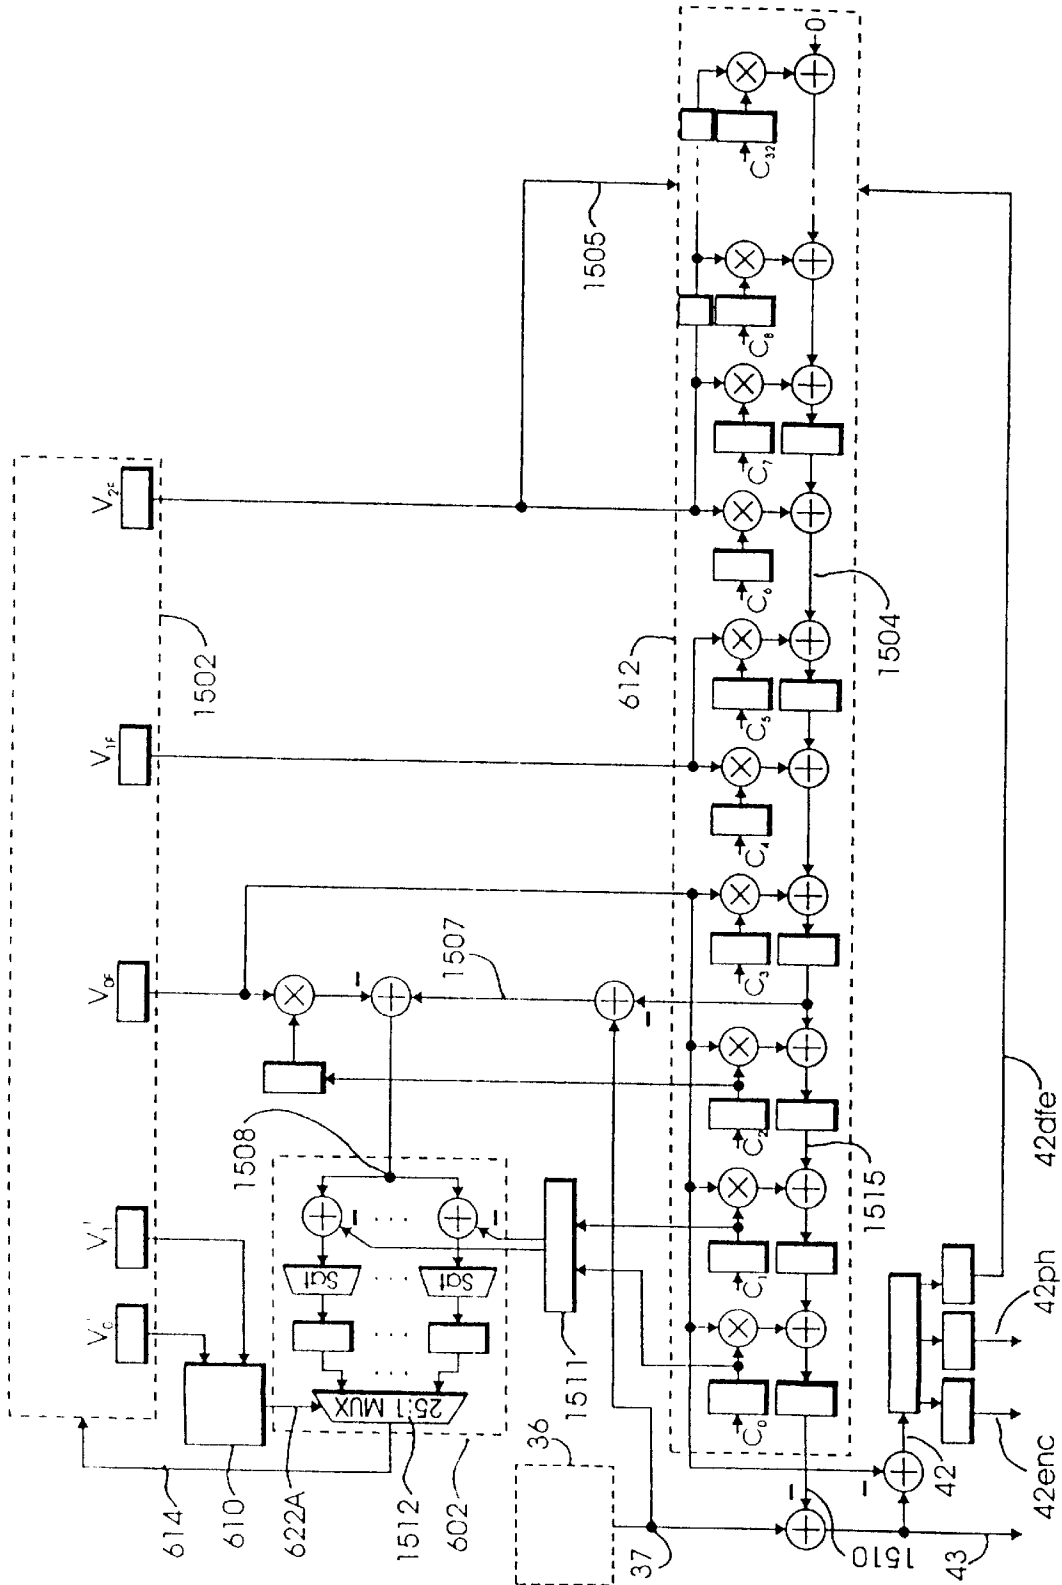 V₂F
V₁F
V₀F
V₁'
V₀'
1502
1505
612
1504
1507
1508
Sat
Sat
25:1 MUX
614
610
622A
1512
602
1511
36
37
1510
43
42
42enc
42ph
42dfe
1515
C₀
C₁
C₂
C₃
C₄
C₅
C₆
C₇
C₈
C₃₂
0